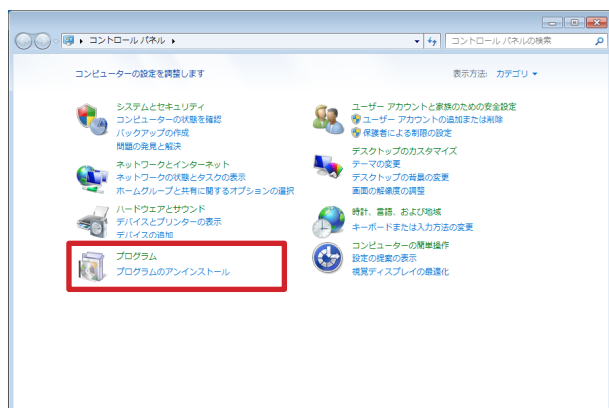 コントロール パネル
コントロール パネルの検索
コンピューターの設定を調整します
表示方法: カテゴリ
システムとセキュリティ
コンピューターの状態を確認
バックアップの作成
問題の発見と解決
ネットワークとインターネット
ネットワークの状態とタスクの表示
ホームグループと共有に関するオプションの選択
ハードウェアとサウンド
デバイスとプリンターの表示
デバイスの追加
プログラム
プログラムのアンインストール
ユーザー アカウントと家族のための安全設定
ユーザー アカウントの追加または削除
保護者による制限の設定
デスクトップのカスタマイズ
テーマの変更
デスクトップの背景の変更
画面の解像度の調整
時計、言語、および地域
キーボードまたは入力方法の変更
コンピューターの簡単操作
設定の提案の表示
視覚ディスプレイの最適化